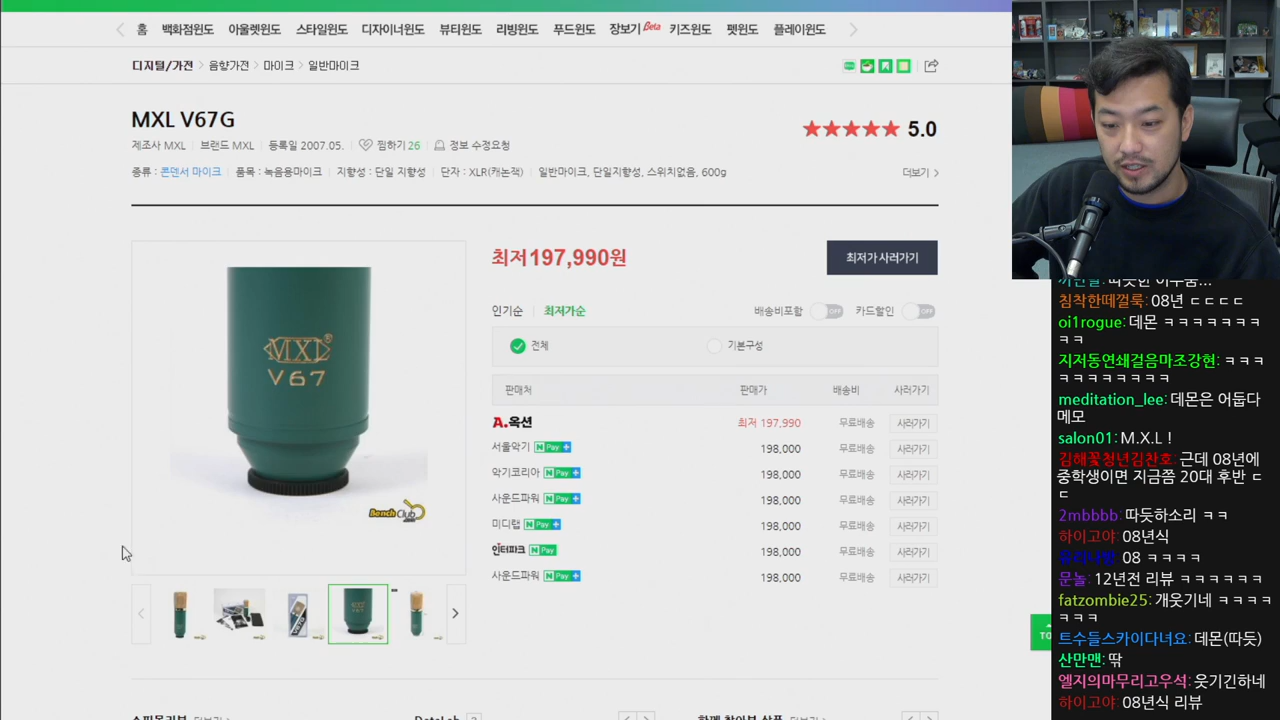 홈 백화점윈도 아울렛윈도 스타일윈도 디자이너윈도 뷰티윈도 리빙윈도 푸드윈도 장보기 Beta 키즈윈도 펫윈도 플레이윈도
디지털/가전 > 음향가전 > 마이크 > 일반마이크
MXL V67G
5.0
제조사 MXL 브랜드 MXL 등록일 2007.05. 찜하기 26 정보 수정요청
종류 : 콘덴서 마이크 품목 : 녹음용마이크 지향성 : 단일 지향성 단자 : XLR(캐논잭) 일반마이크, 단일지향성, 스위치없음, 600g
더보기 >
최저 197,990원
최저가 사러가기
인기순 최저가순
배송비포함 OFF 카드할인 OFF
전체 기본구성
판매처 판매가 배송비 사러가기
A.옥션 최저 197,990 무료배송 사러가기
서울악기 N Pay + 198,000 무료배송 사러가기
악기코리아 N Pay + 198,000 무료배송 사러가기
사운드파워 N Pay + 198,000 무료배송 사러가기
미디랩 N Pay + 198,000 무료배송 사러가기
인터파크 N Pay 198,000 무료배송 사러가기
사운드파워 N Pay + 198,000 무료배송 사러가기
MXL®
V67
BenchClub
TO
침착한떼껄룩: 08년 ㄷㄷㄷㄷ
oi1rogue: 데몬 ㅋㅋㅋㅋㅋㅋㅋ
ㅋㅋ
지저동연쇄걸음마조강현: ㅋㅋㅋ
ㅋㅋㅋㅋㅋㅋㅋㅋ
meditation_lee: 데몬은 어둡다
메모
salon01: M.X.L !
김해꽃청년김찬호: 근데 08년에
중학생이면 지금쯤 20대 후반 ㄷ
ㄷ
2mbbbb: 따듯하소리 ㅋㅋ
하이고야: 08년식
08 ㅋㅋㅋㅋ
문놀: 12년전 리뷰 ㅋㅋㅋㅋㅋㅋ
fatzombie25: 개웃기네 ㅋㅋㅋㅋ
ㅋㅋㅋ
트수들스카이다녀요: 데몬(따듯)
산만맨: 딲
엘지의마무리고우석: 웃기긴하네
하이고야: 08년식 리뷰